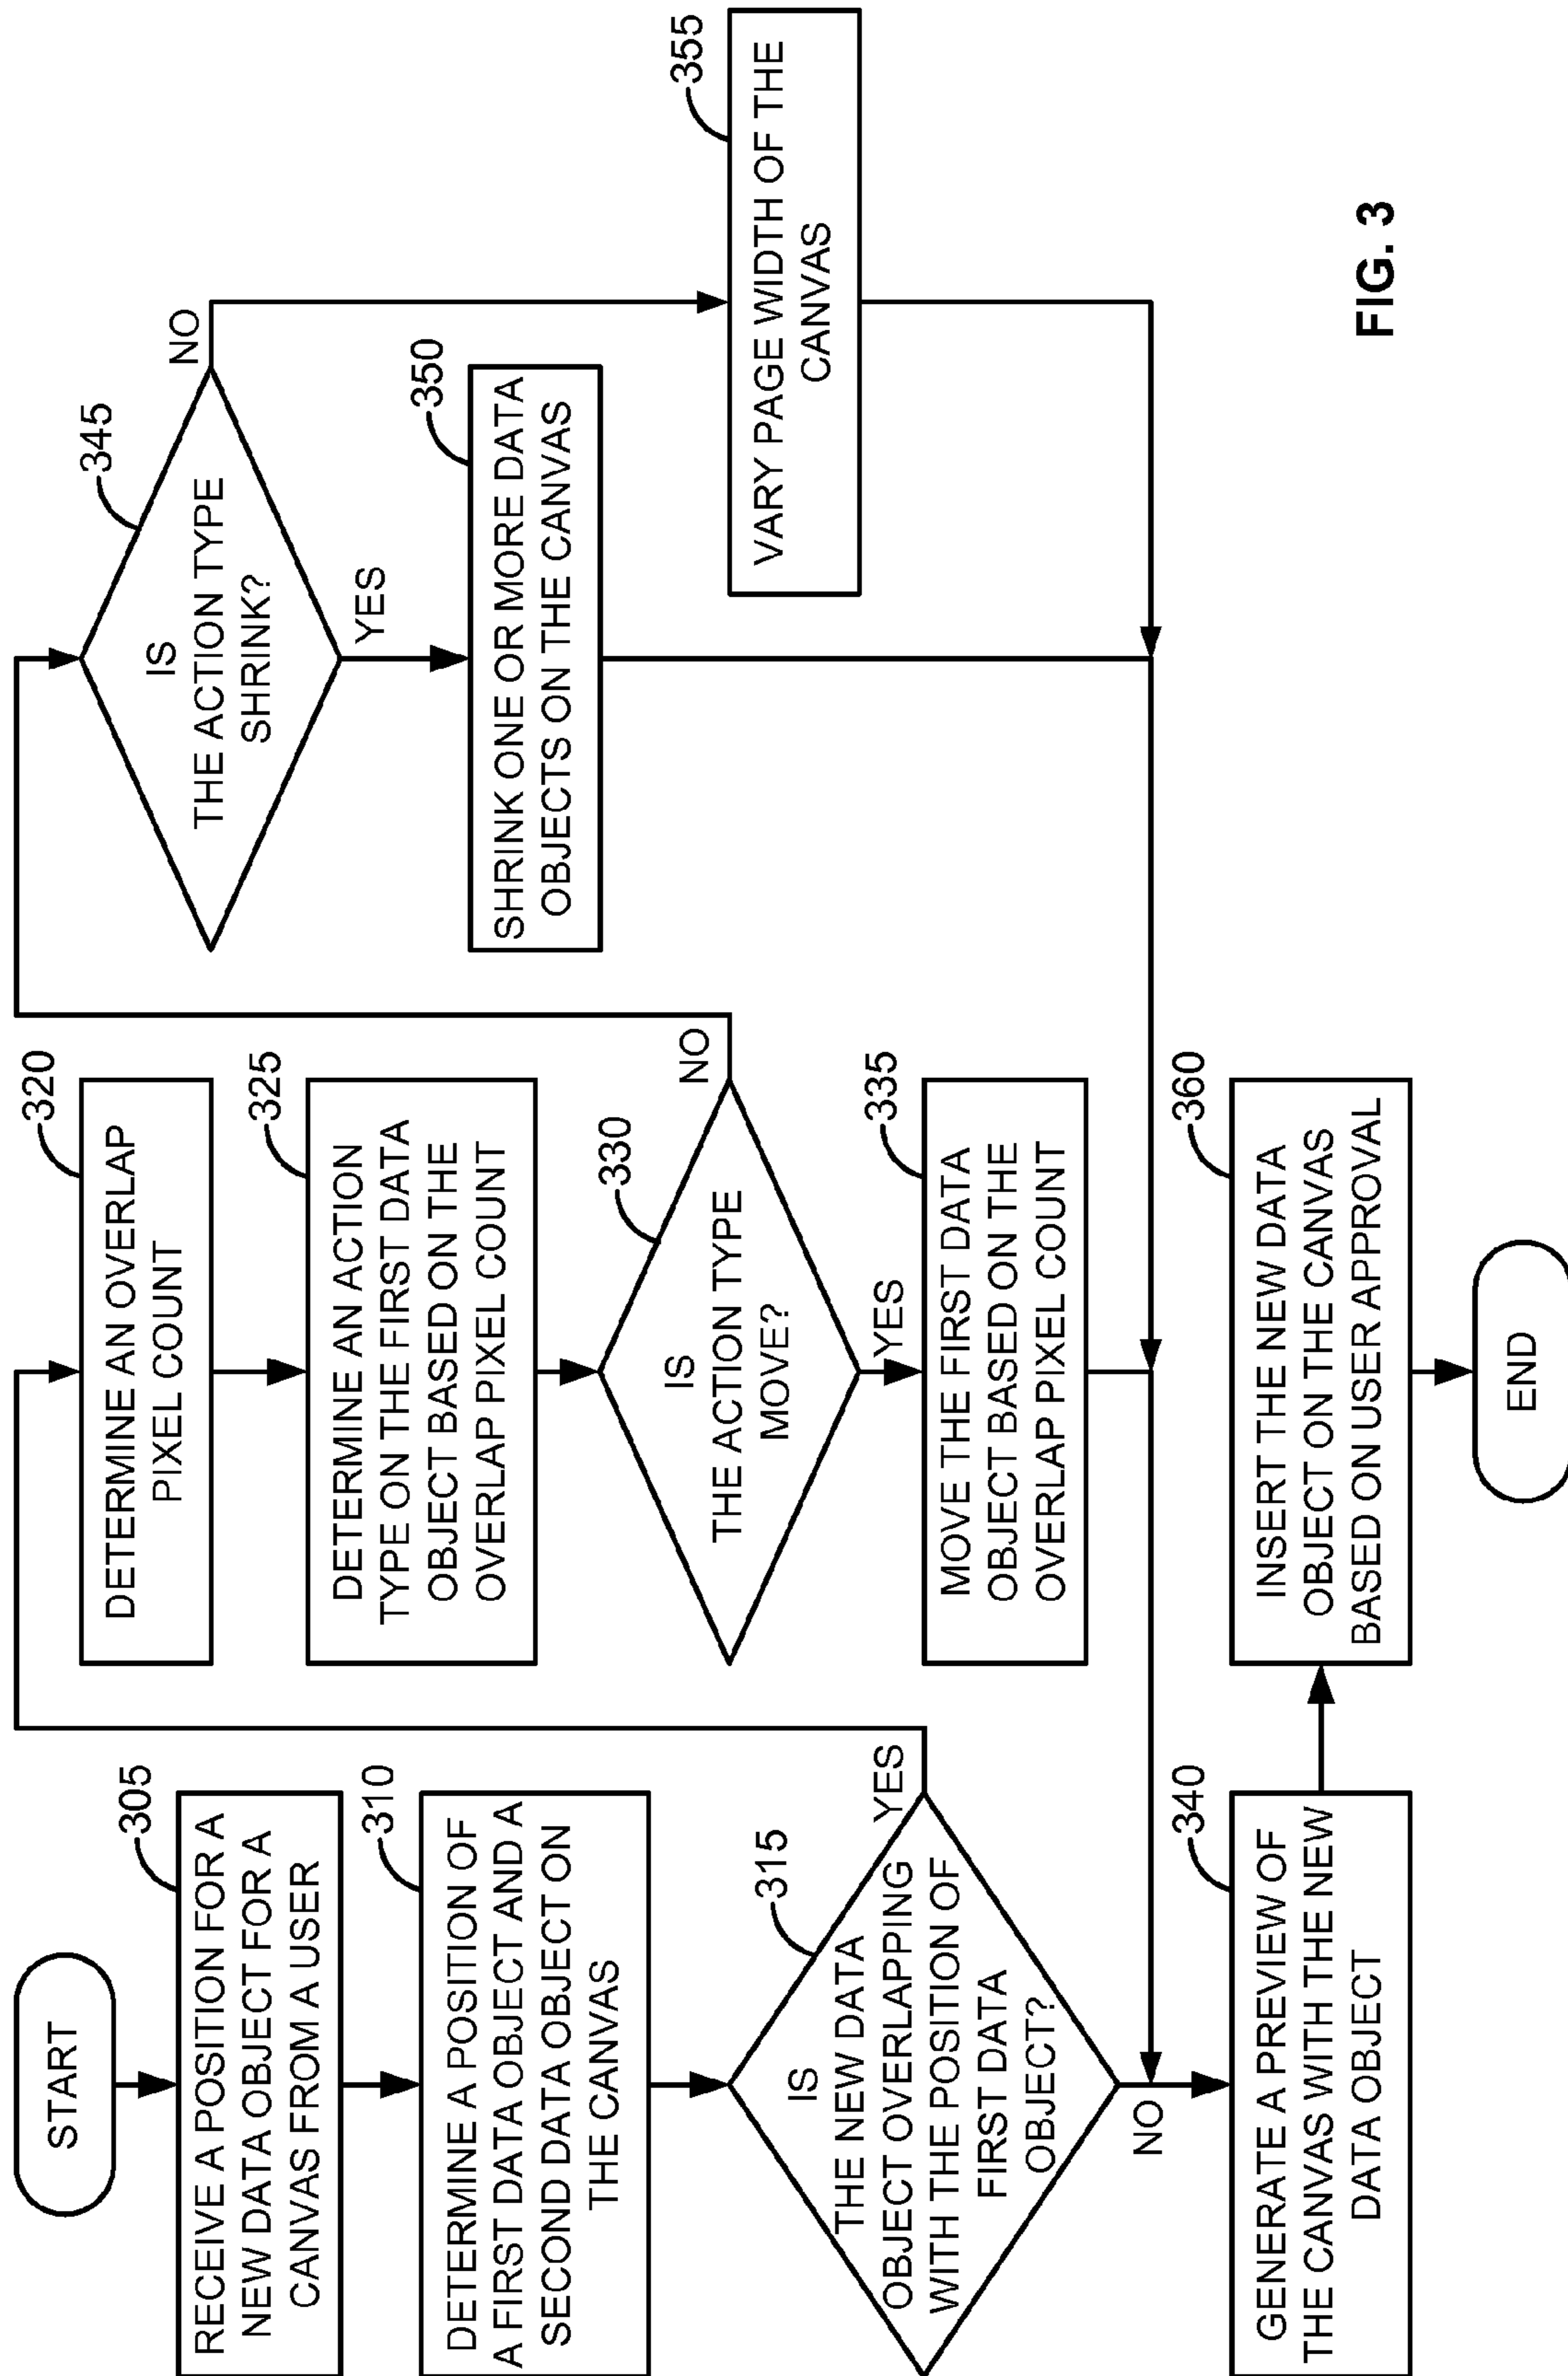 START
305
RECEIVE A POSITION FOR A
NEW DATA OBJECT FOR A
CANVAS FROM A USER
310
DETERMINE A POSITION OF
A FIRST DATA OBJECT AND A
SECOND DATA OBJECT ON
THE CANVAS
315
IS
THE NEW DATA
OBJECT OVERLAPPING
WITH THE POSITION OF
FIRST DATA
OBJECT?
YES
NO
340
GENERATE A PREVIEW OF
THE CANVAS WITH THE NEW
DATA OBJECT
320
DETERMINE AN OVERLAP
PIXEL COUNT
325
DETERMINE AN ACTION
TYPE ON THE FIRST DATA
OBJECT BASED ON THE
OVERLAP PIXEL COUNT
330
IS
THE ACTION TYPE
MOVE?
NO
YES
335
MOVE THE FIRST DATA
OBJECT BASED ON THE
OVERLAP PIXEL COUNT
360
INSERT THE NEW DATA
OBJECT ON THE CANVAS
BASED ON USER APPROVAL
END
345
IS
THE ACTION TYPE
SHRINK?
NO
YES
350
SHRINK ONE OR MORE DATA
OBJECTS ON THE CANVAS
355
VARY PAGE WIDTH OF THE
CANVAS
FIG. 3